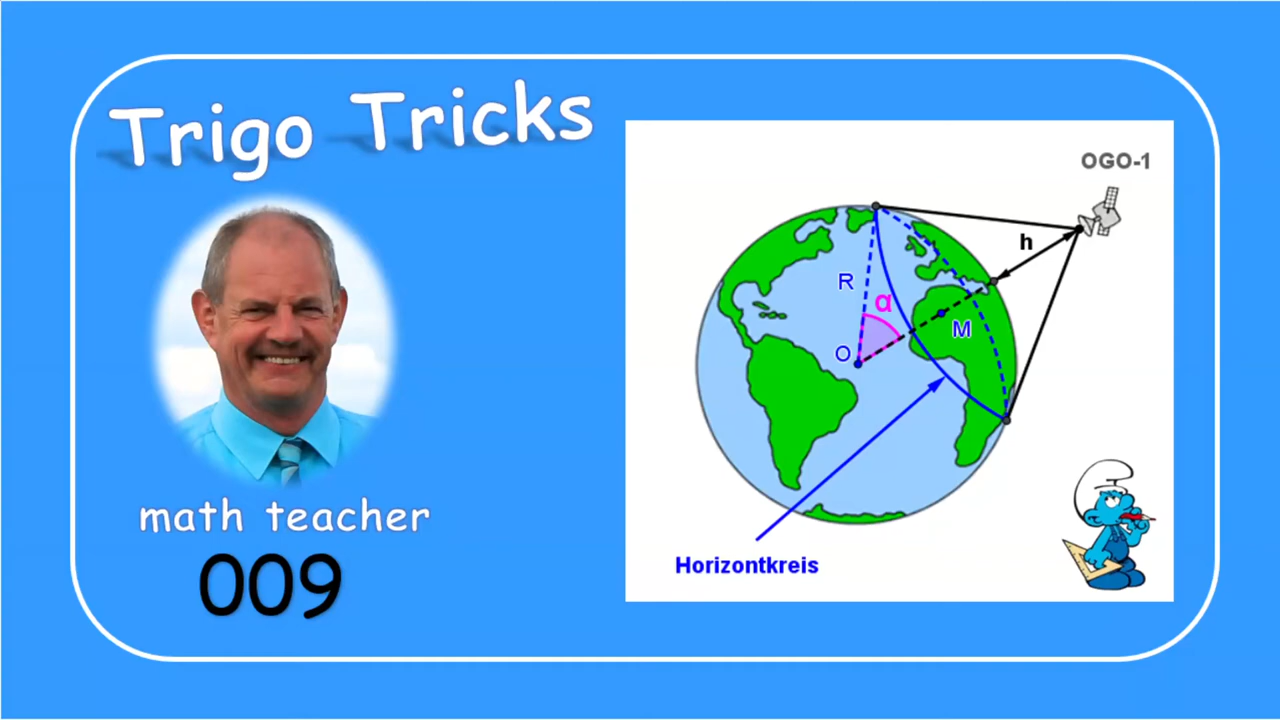 Trigo Tricks
math teacher
009
OGO-1
h
R
α
M
O
Horizontkreis